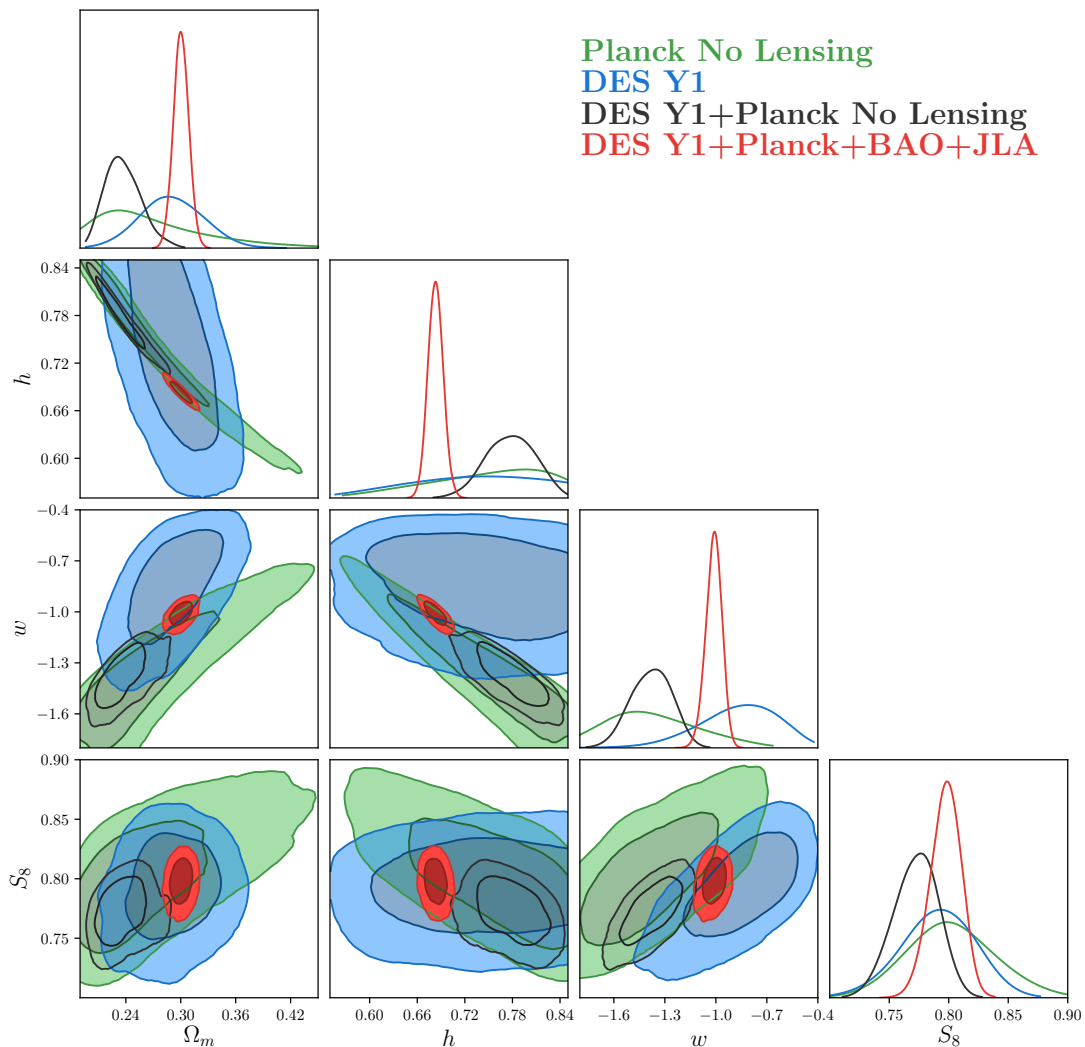 Planck No Lensing
DES Y1
DES Y1+Planck No Lensing
DES Y1+Planck+BAO+JLA
0.84
0.78
0.72
0.66
0.60
h
−0.4
−0.7
−1.0
−1.3
−1.6
w
0.90
0.85
0.80
0.75
S8
0.24 0.30 0.36 0.42
Ωm
0.60 0.66 0.72 0.78 0.84
h
−1.6 −1.3 −1.0 −0.7 −0.4
w
0.75 0.80 0.85 0.90
S8